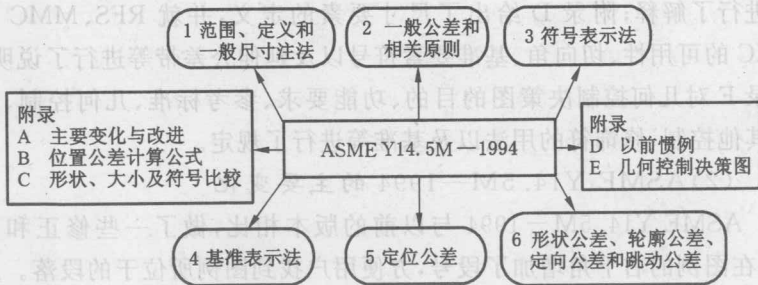 1 范围、定义和
一般尺寸注法
2 一般公差和
相关原则
3 符号表示法
附录
A 主要变化与改进
B 位置公差计算公式
C 形状、大小及符号比较
ASME Y14.5M—1994
附录
D 以前惯例
E 几何控制决策图
4 基准表示法
5 定位公差
6 形状公差、轮廓公差、
定向公差和跳动公差